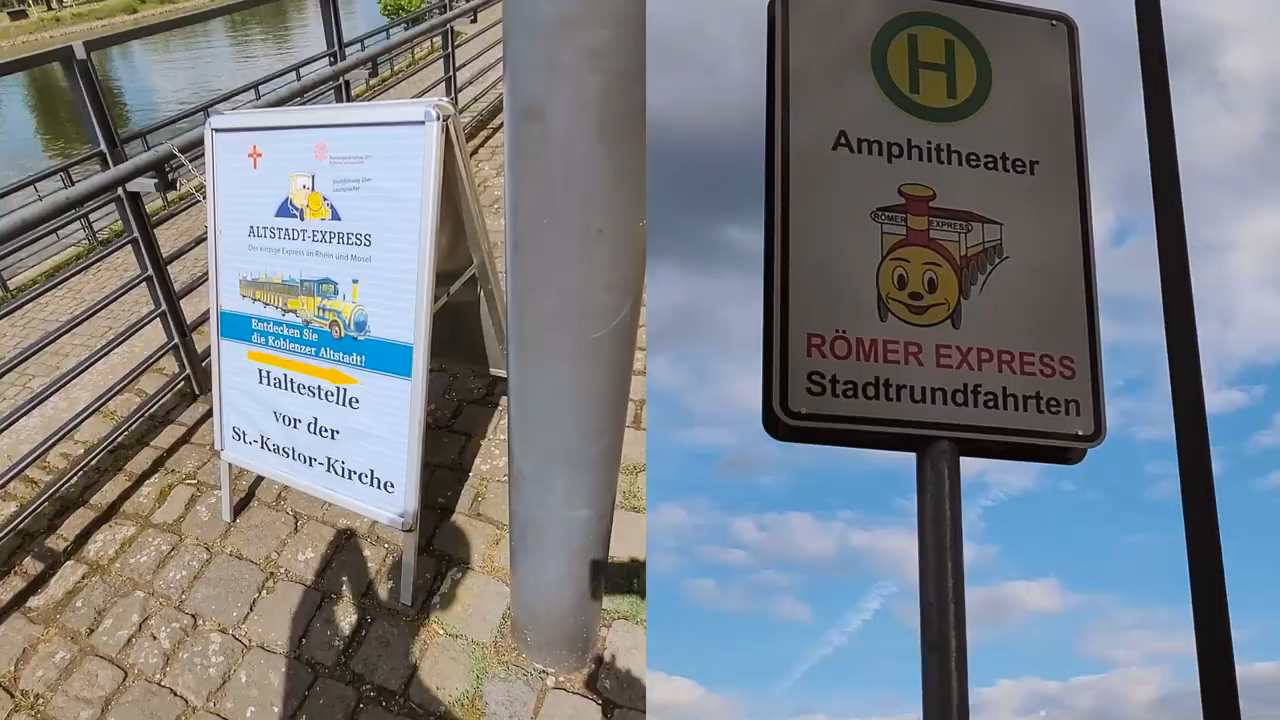 ALTSTADT-EXPRESS
Der einzige Express an Rhein und Mosel
Entdecken Sie
die Koblenzer Altstadt!
Haltestelle
vor der
St.-Kastor-Kirche
H
Amphitheater
RÖMER EXPRESS
RÖMER EXPRESS
Stadtrundfahrten